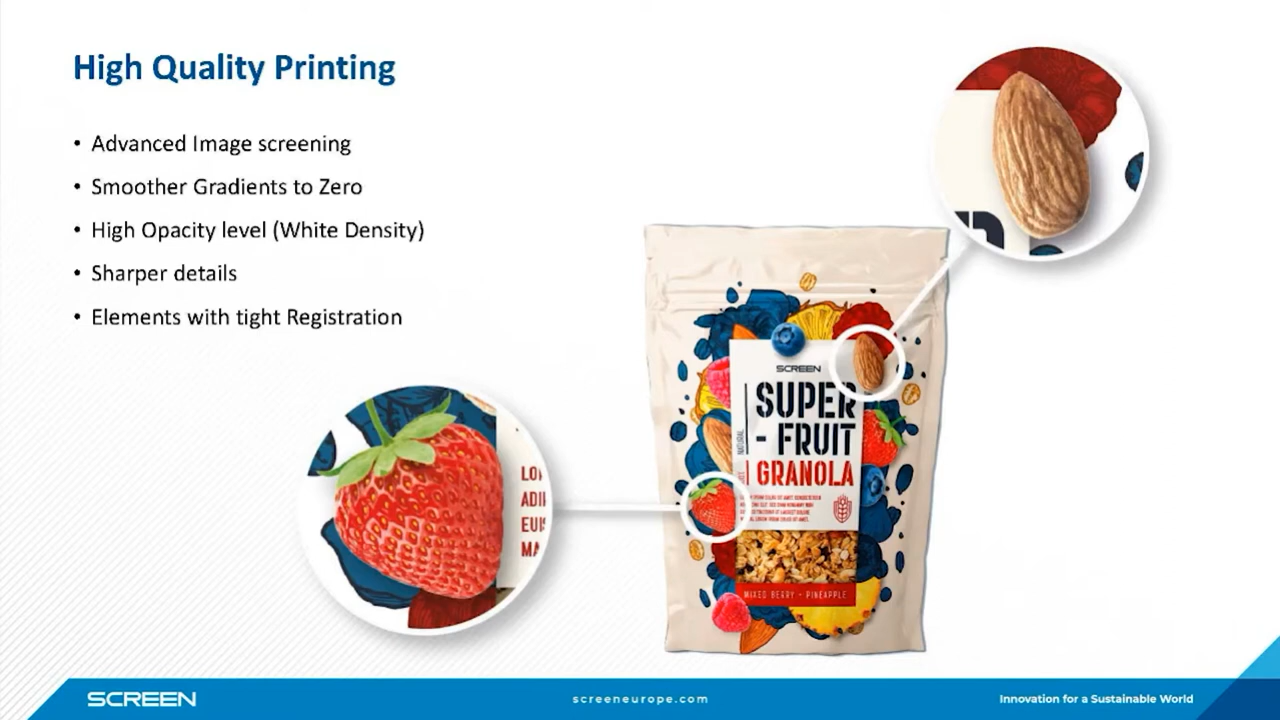 High Quality Printing
• Advanced Image screening
• Smoother Gradients to Zero
• High Opacity level (White Density)
• Sharper details
• Elements with tight Registration
LO
ADI
EUI
MA
SCREEN
NATURAL
SUPER
- FRUIT
GRANOLA
MIXED BERRY - PINEAPPLE
SCREEN
screeneurope.com
Innovation for a Sustainable World